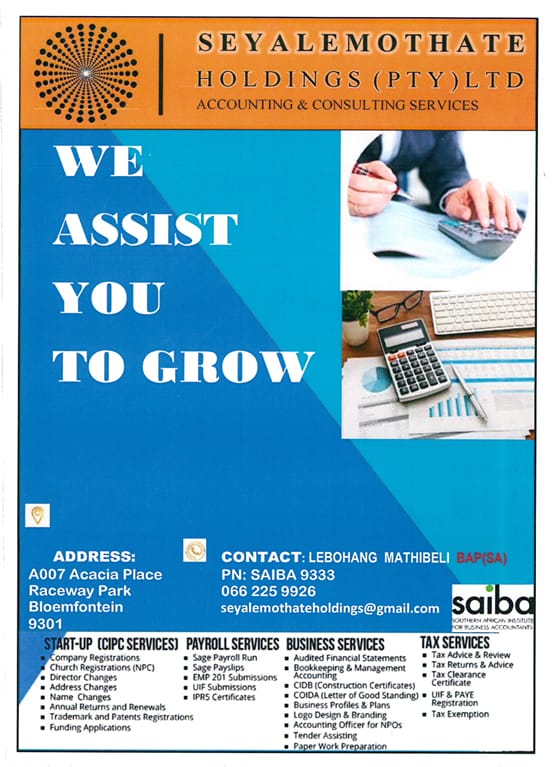 SEYALEMOTHATE
HOLDINGS (PTY)LTD
ACCOUNTING & CONSULTING SERVICES
WE
ASSIST
YOU
TO GROW
ADDRESS:
A007 Acacia Place
Raceway Park
Bloemfontein
9301
CONTACT: LEBOHANG MATHIBELI BAP(SA)
PN: SAIBA 9333
066 225 9926
seyalemothateholdings@gmail.com
saiba
SOUTHERN AFRICAN INSTITUTE
FOR BUSINESS ACCOUNTANTS
START-UP (CIPC SERVICES)
Company Registrations
Church Registrations (NPC)
Director Changes
Address Changes
Name Changes
Annual Returns and Renewals
Trademark and Patents Registrations
Funding Applications
PAYROLL SERVICES
Sage Payroll Run
Sage Payslips
EMP 201 Submissions
UIF Submissions
IPR5 Certificates
BUSINESS SERVICES
Audited Financial Statements
Bookkeeping & Management
Accounting
CIDB (Construction Certificates)
COIDA (Letter of Good Standing)
Business Profiles & Plans
Logo Design & Branding
Accounting Officer for NPOs
Tender Assisting
Paper Work Preparation
TAX SERVICES
Tax Advice & Review
Tax Returns & Advice
Tax Clearance
Certificate
UIF & PAYE
Registration
Tax Exemption